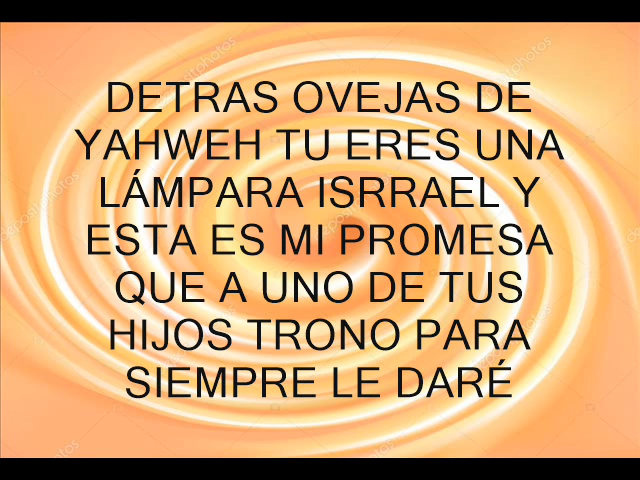 DETRAS OVEJAS DE
YAHWEH TU ERES UNA
LÁMPARA ISRRAEL Y
ESTA ES MI PROMESA
QUE A UNO DE TUS
HIJOS TRONO PARA
SIEMPRE LE DARÉ